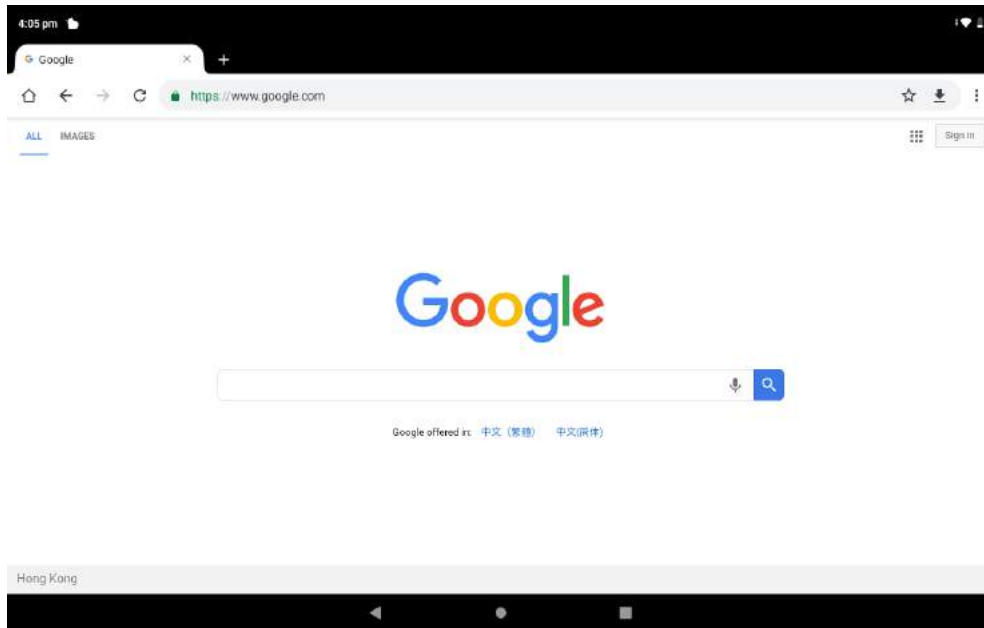 4:05 pm
Google
https://www.google.com
ALL IMAGES
Sign in
Google
Google offered in: 中文（繁體） 中文(简体)
Hong Kong